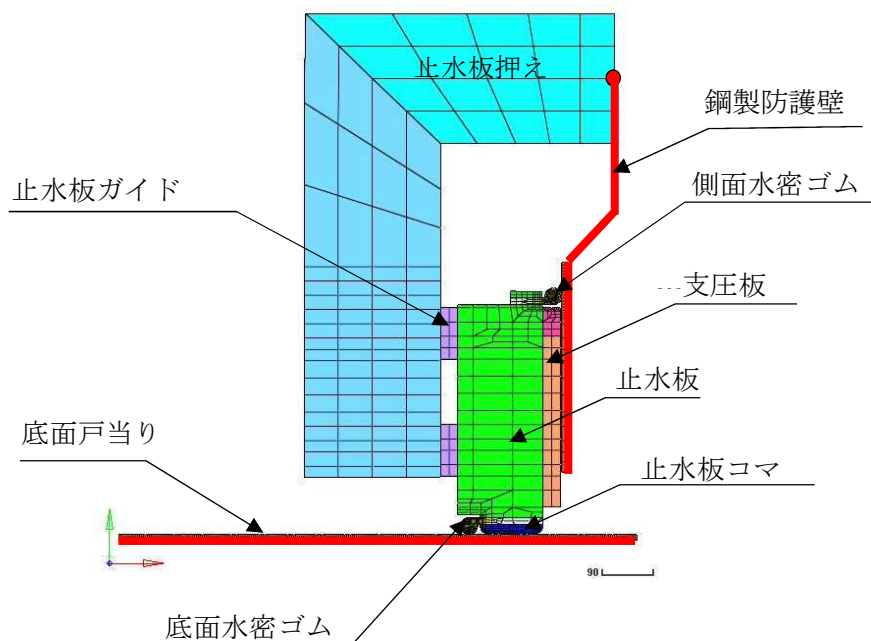 止水板押え
鋼製防護壁
止水板ガイド
側面水密ゴム
支圧板
止水板
底面戸当り
止水板コマ
90
底面水密ゴム